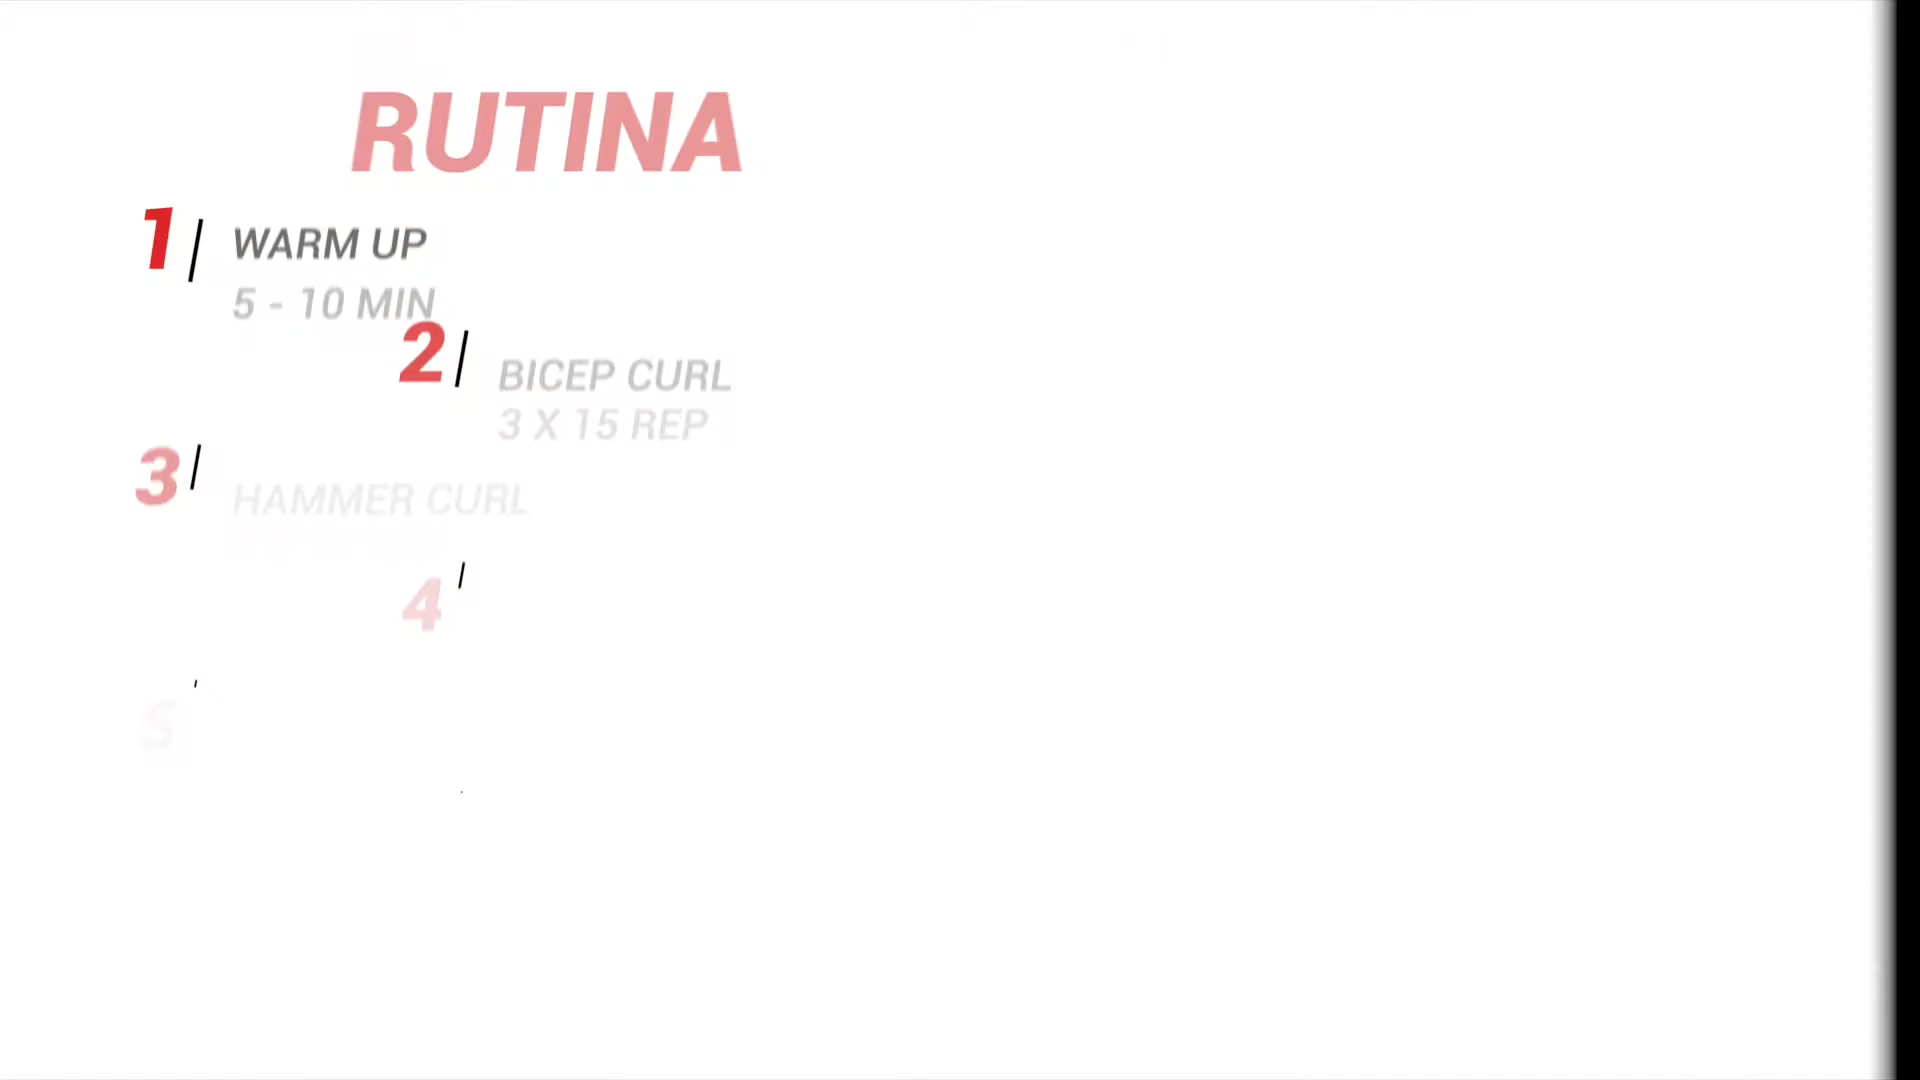 RUTINA
1 WARM UP
5 - 10 MIN
2 BICEP CURL
3 X 15 REP
3 HAMMER CURL
4
5